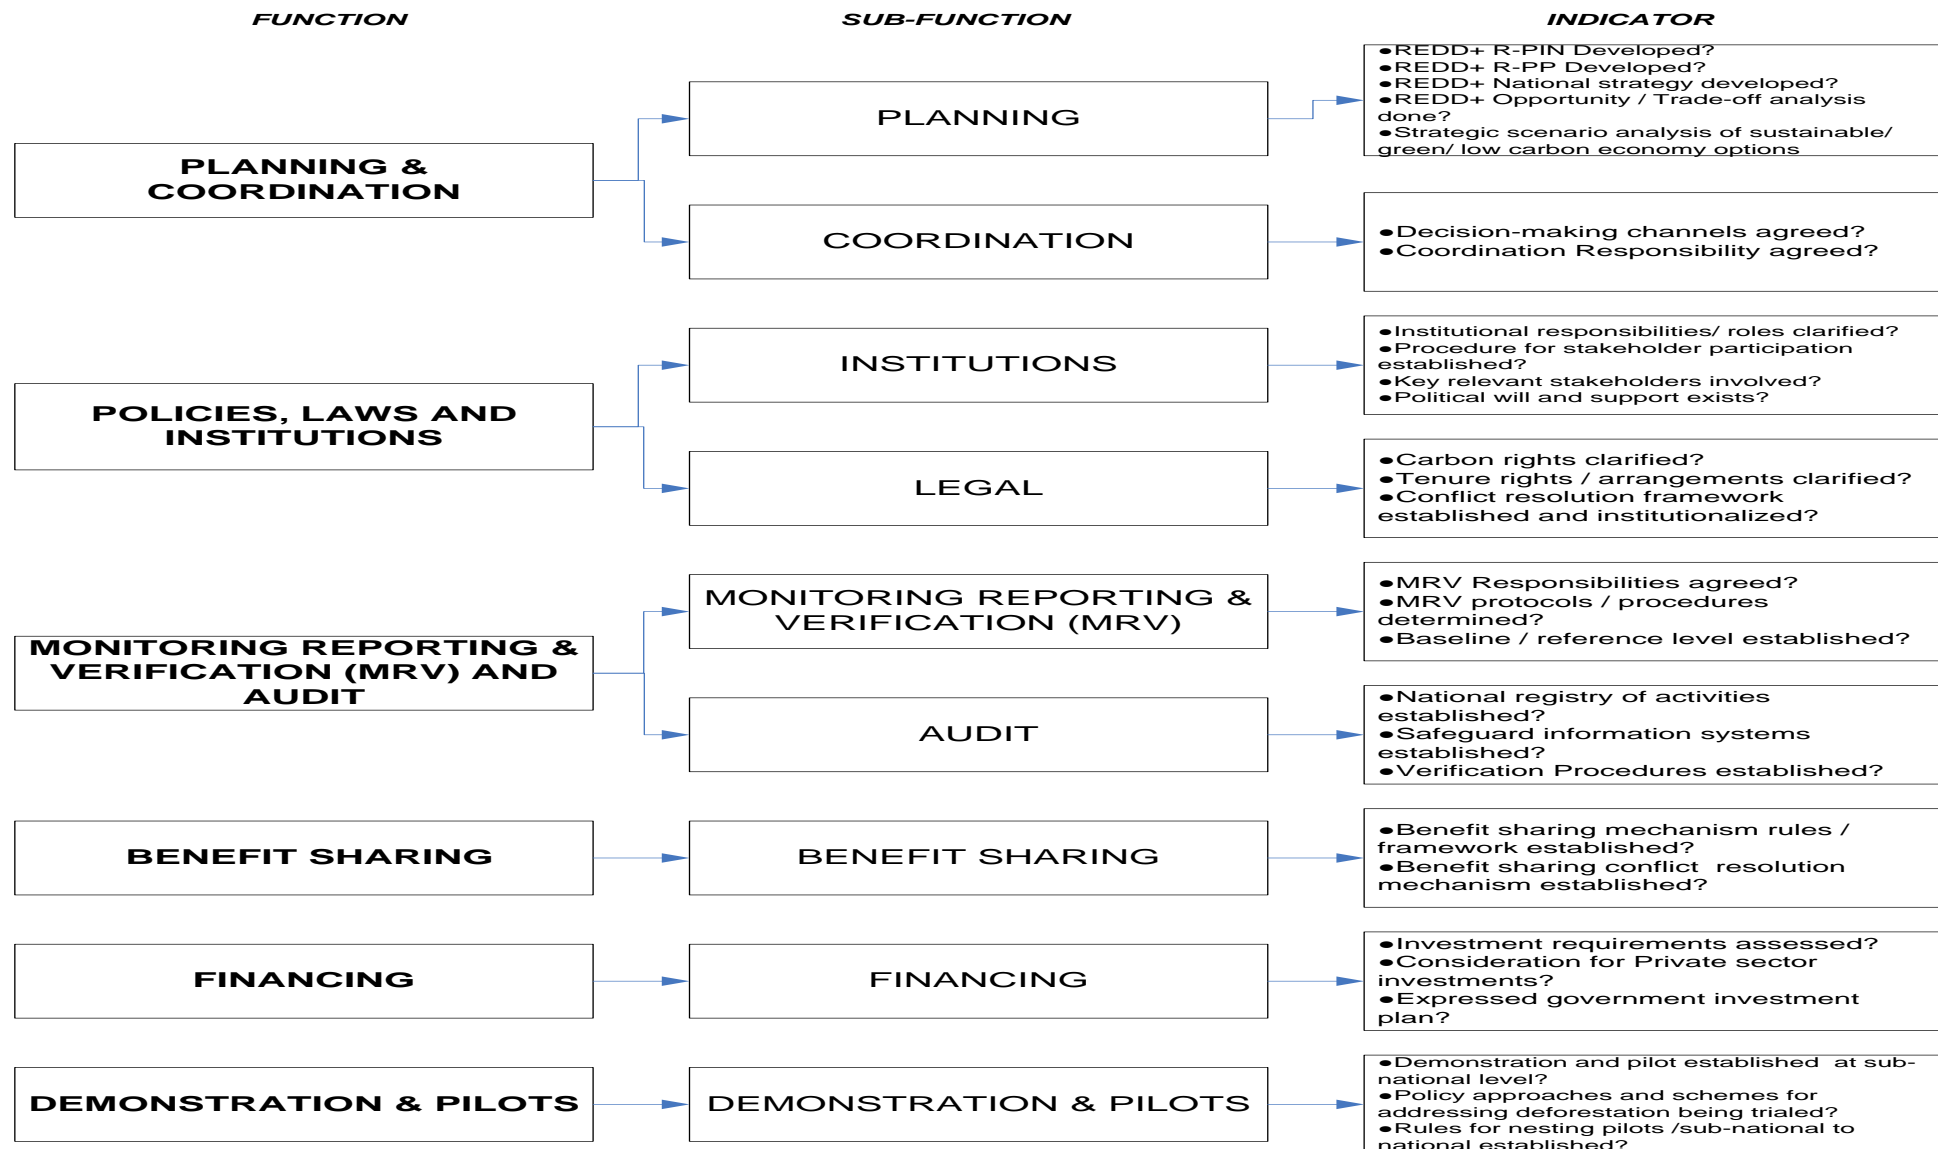 FUNCTION
SUB-FUNCTION
INDICATOR
PLANNING &
COORDINATION
PLANNING
●REDD+ R-PIN Developed?
●REDD+ R-PP Developed?
●REDD+ National strategy developed?
●REDD+ Opportunity / Trade-off analysis
done?
●Strategic scenario analysis of sustainable/
green/ low carbon economy options
COORDINATION
●Decision-making channels agreed?
●Coordination Responsibility agreed?
POLICIES, LAWS AND
INSTITUTIONS
INSTITUTIONS
●Institutional responsibilities/ roles clarified?
●Procedure for stakeholder participation
established?
●Key relevant stakeholders involved?
●Political will and support exists?
LEGAL
●Carbon rights clarified?
●Tenure rights / arrangements clarified?
●Conflict resolution framework
established and institutionalized?
MONITORING REPORTING &
VERIFICATION (MRV) AND
AUDIT
MONITORING REPORTING &
VERIFICATION (MRV)
●MRV Responsibilities agreed?
●MRV protocols / procedures
determined?
●Baseline / reference level established?
AUDIT
●National registry of activities
established?
●Safeguard information systems
established?
●Verification Procedures established?
BENEFIT SHARING
BENEFIT SHARING
●Benefit sharing mechanism rules /
framework established?
●Benefit sharing conflict  resolution
mechanism established?
FINANCING
FINANCING
●Investment requirements assessed?
●Consideration for Private sector
investments?
●Expressed government investment
plan?
DEMONSTRATION & PILOTS
DEMONSTRATION & PILOTS
●Demonstration and pilot established  at sub-
national level?
●Policy approaches and schemes for
addressing deforestation being trialed?
●Rules for nesting pilots /sub-national to
national established?